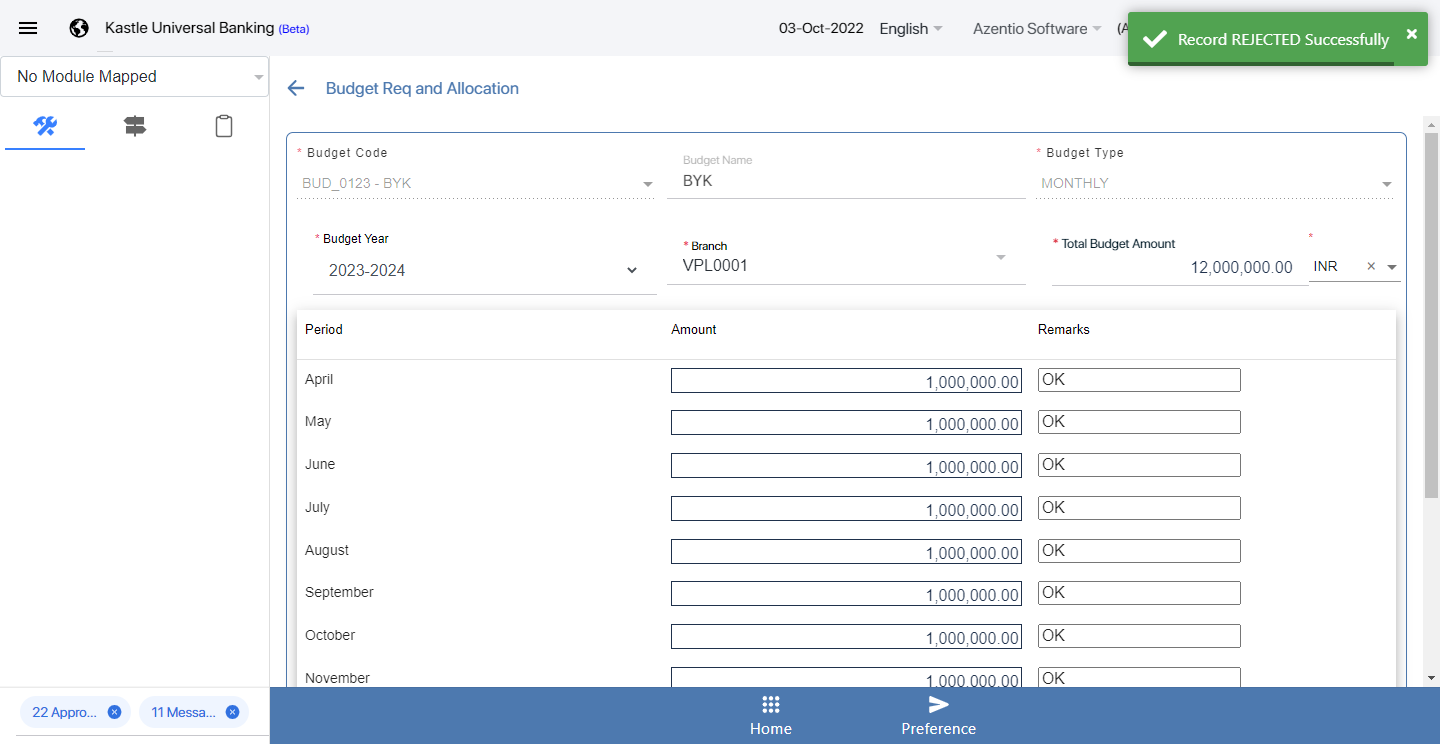 Kastle Universal Banking (Beta)
03-Oct-2022
English
Azentio Software
(A
Record REJECTED Successfully
No Module Mapped
Budget Req and Allocation
* Budget Code
BUD_0123 - BYK
Budget Name
BYK
* Budget Type
MONTHLY
* Budget Year
2023-2024
* Branch
VPL0001
* Total Budget Amount
12,000,000.00
*
INR
Period Amount Remarks
April 1,000,000.00 OK
May 1,000,000.00 OK
June 1,000,000.00 OK
July 1,000,000.00 OK
August 1,000,000.00 OK
September 1,000,000.00 OK
October 1,000,000.00 OK
November 1,000,000.00 OK
22 Appro...
11 Messa...
Home
Preference